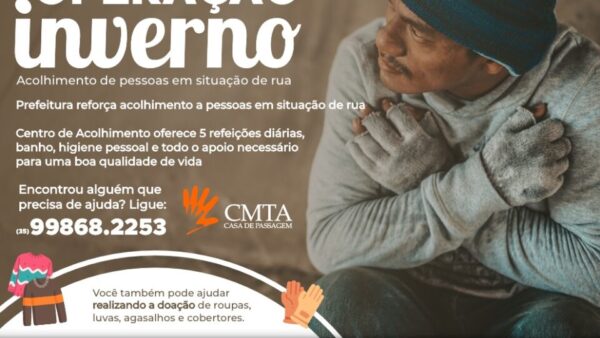 OPERAÇÃO
inverno
Acolhimento de pessoas em situação de rua
Prefeitura reforça acolhimento a pessoas em situação de rua
Centro de Acolhimento oferece 5 refeições diárias,
banho, higiene pessoal e todo o apoio necessário
para uma boa qualidade de vida
Encontrou alguém que
precisa de ajuda? Ligue:
(35) 99868.2253
CMTA
CASA DE PASSAGEM
Você também pode ajudar
realizando a doação de roupas,
luvas, agasalhos e cobertores.